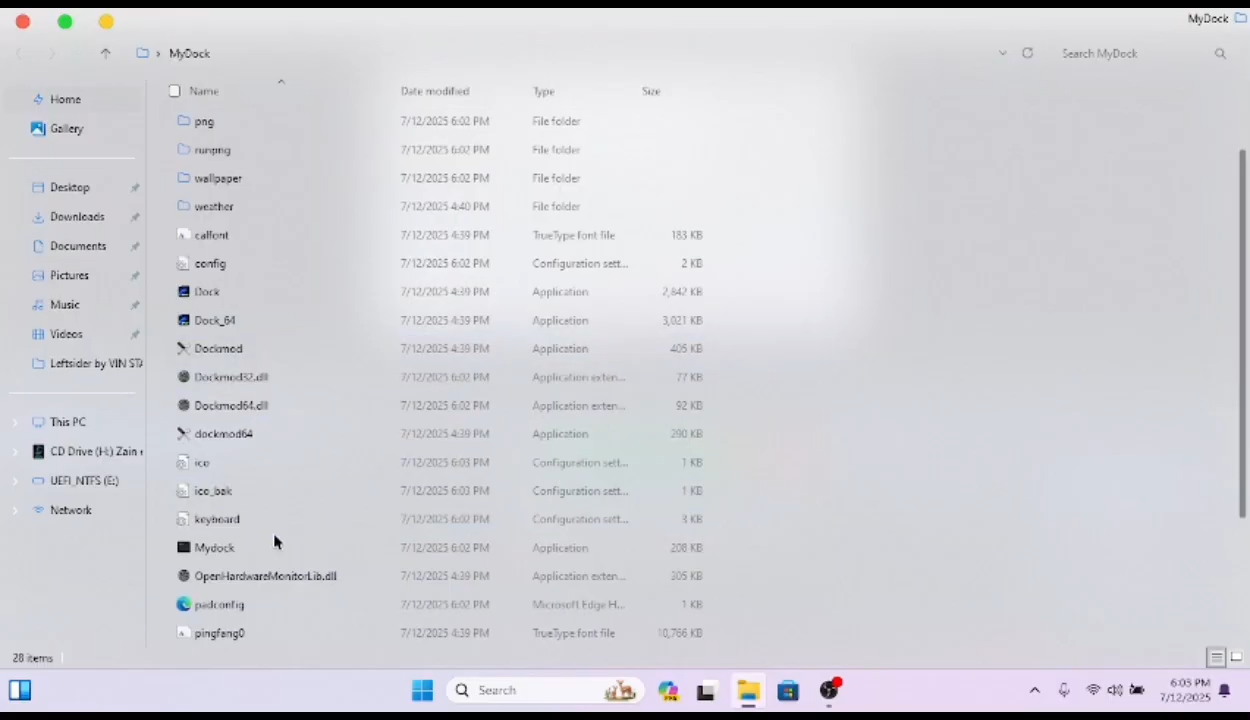 MyDock
MyDock
Search MyDock
Name Date modified Type Size
Home
Gallery
Desktop
Downloads
Documents
Pictures
Music
Videos
Leftsider by VIN STA
This PC
CD Drive (H:) Zain
UEFI_NTFS (E:)
Network
png 7/12/2025 6:02 PM File folder
runpng 7/12/2025 6:02 PM File folder
wallpaper 7/12/2025 6:02 PM File folder
weather 7/12/2025 4:40 PM File folder
calfont 7/12/2025 4:39 PM TrueType font file 183 KB
config 7/12/2025 6:02 PM Configuration sett... 2 KB
Dock 7/12/2025 4:39 PM Application 2,842 KB
Dock_64 7/12/2025 4:39 PM Application 3,021 KB
Dockmod 7/12/2025 4:39 PM Application 405 KB
Dockmod32.dll 7/12/2025 6:02 PM Application exten... 77 KB
Dockmod64.dll 7/12/2025 6:02 PM Application exten... 92 KB
dockmod64 7/12/2025 4:39 PM Application 290 KB
ico 7/12/2025 6:03 PM Configuration sett... 1 KB
ico_bak 7/12/2025 6:03 PM Configuration sett... 1 KB
keyboard 7/12/2025 6:02 PM Configuration sett... 3 KB
Mydock 7/12/2025 6:02 PM Application 208 KB
OpenHardwareMonitorLib.dll 7/12/2025 4:39 PM Application exten... 305 KB
padconfig 7/12/2025 6:02 PM Microsoft Edge H... 1 KB
pingfang0 7/12/2025 4:39 PM TrueType font file 10,766 KB
28 items
Search
6:03 PM
7/12/2025